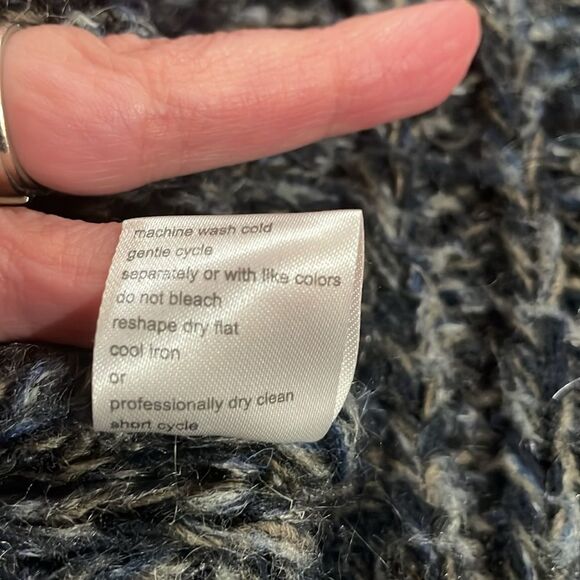 machine wash cold
gentle cycle
separately or with like colors
do not bleach
reshape dry flat
cool iron
or
professionally dry clean
short cycle